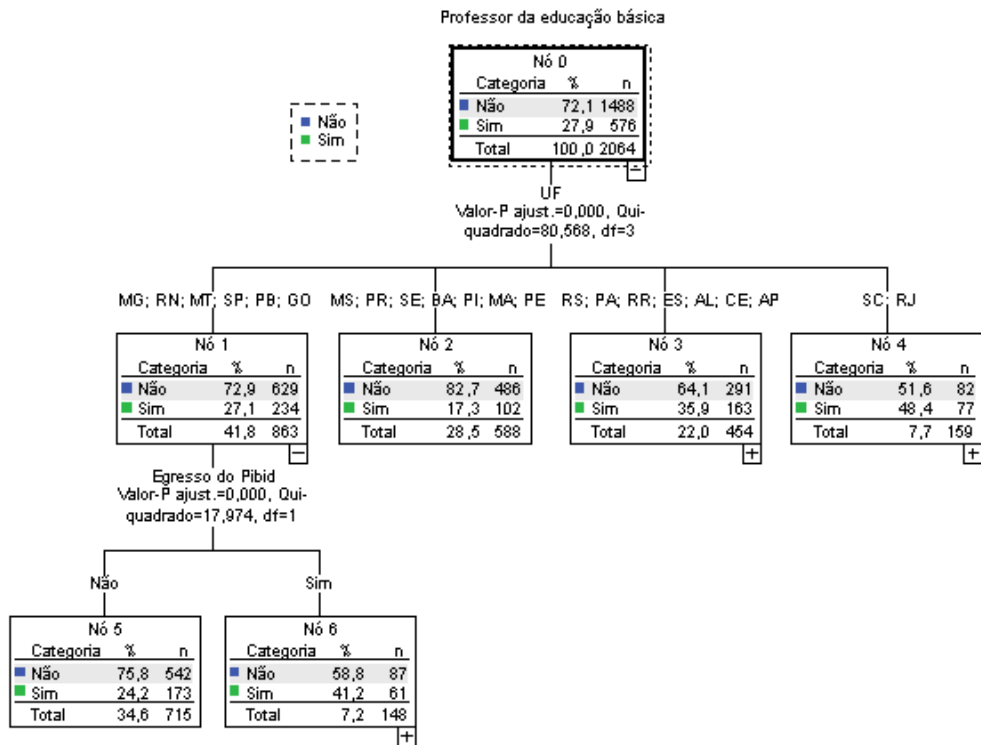 Professor da educação básica
Nó 0
Categoria % n
Não 72,1 1488
Sim 27,9 576
Total 100,0 2064
Não
Sim
UF
Valor-P ajust.=0,000, Qui-
quadrado=80,568, df=3
MG; RN; MT; SP; PB; GO
MS; PR; SE; BA; PI; MA; PE
RS; PA; RR; ES; AL; CE; AP
SC; RJ
Nó 1
Categoria % n
Não 72,9 629
Sim 27,1 234
Total 41,8 863
Nó 2
Categoria % n
Não 82,7 486
Sim 17,3 102
Total 28,5 588
Nó 3
Categoria % n
Não 64,1 291
Sim 35,9 163
Total 22,0 454
Nó 4
Categoria % n
Não 51,6 82
Sim 48,4 77
Total 7,7 159
Egresso do Pibid
Valor-P ajust.=0,000, Qui-
quadrado=17,974, df=1
Não
Sim
Nó 5
Categoria % n
Não 75,8 542
Sim 24,2 173
Total 34,6 715
Nó 6
Categoria % n
Não 58,8 87
Sim 41,2 61
Total 7,2 148